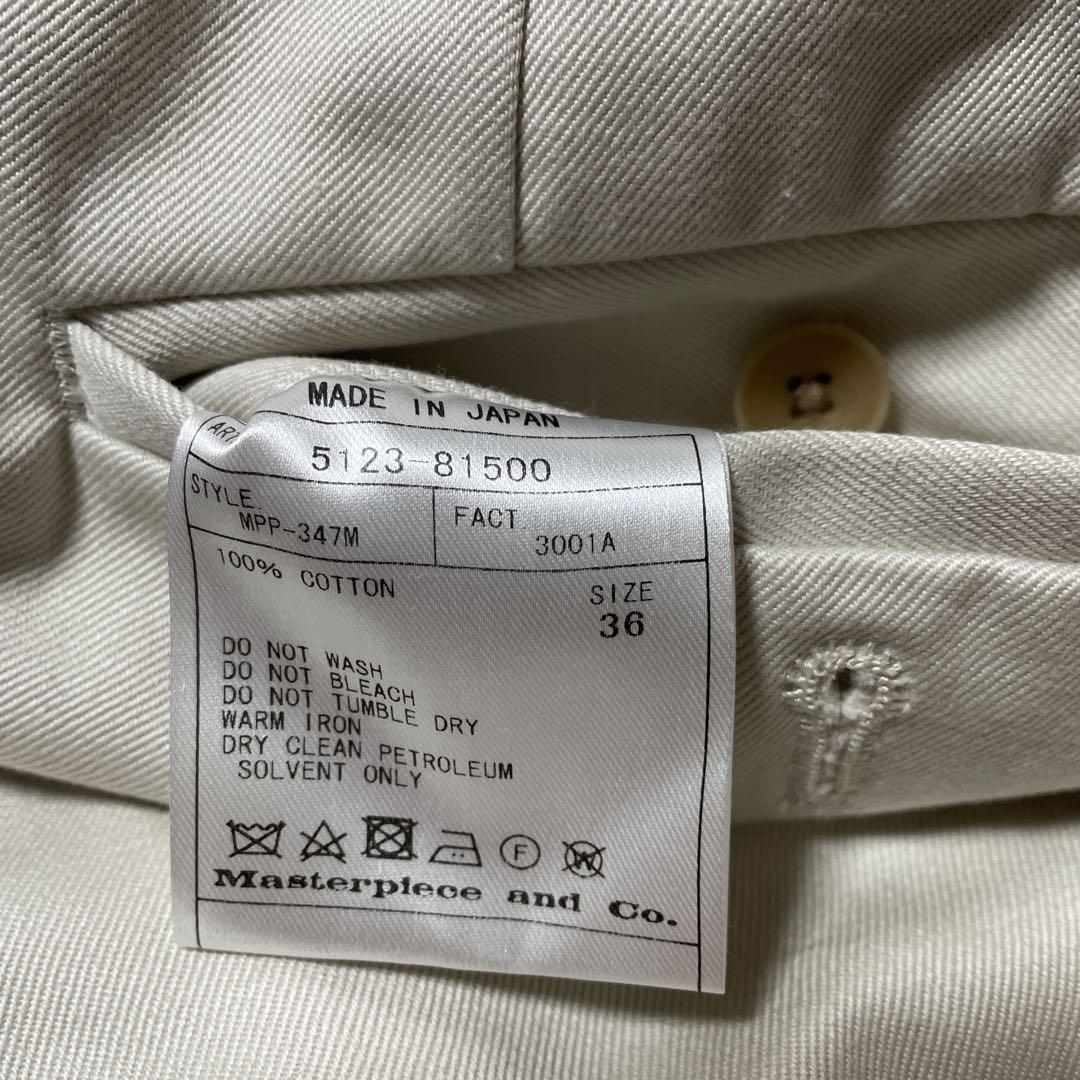 MADE IN JAPAN
5123-81500
STYLE.
MPP-347M
FACT.
3001A
100% COTTON
SIZE
36
DO NOT WASH
DO NOT BLEACH
DO NOT TUMBLE DRY
WARM IRON
DRY CLEAN PETROLEUM
SOLVENT ONLY
F
W
Masterpiece and Co.